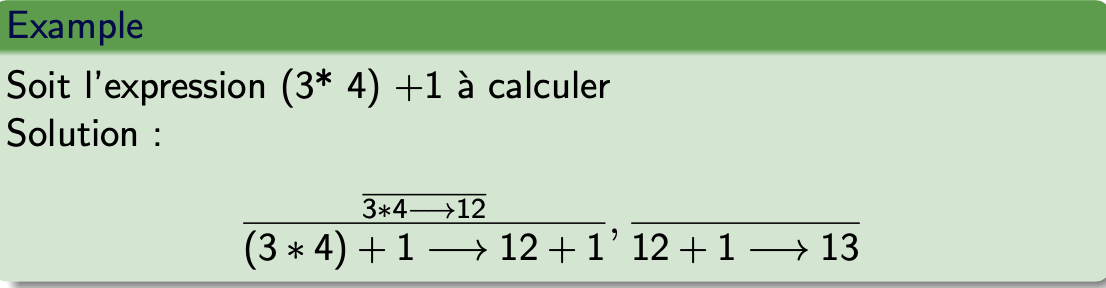 Example
Soit l'expression (3* 4) +1 à calculer
Solution :
3∗4⟶12
(3 ∗ 4) + 1 ⟶ 12 + 1, 12 + 1 ⟶ 13